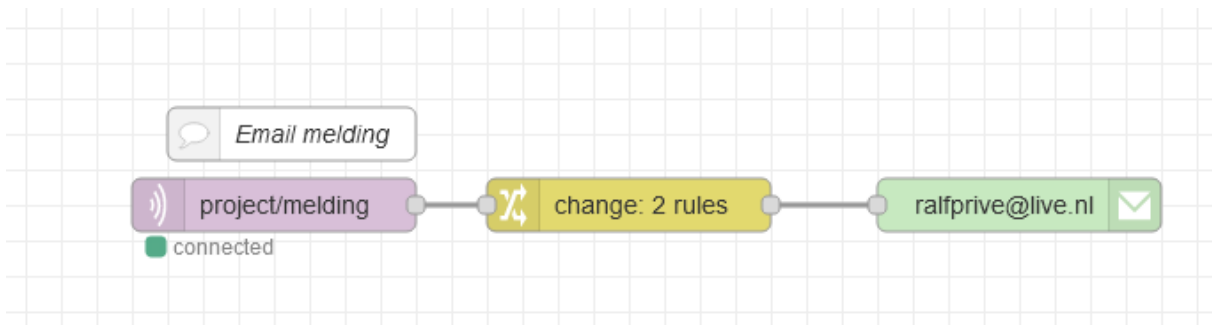 Email melding
project/melding
change: 2 rules
ralfprive@live.nl
connected